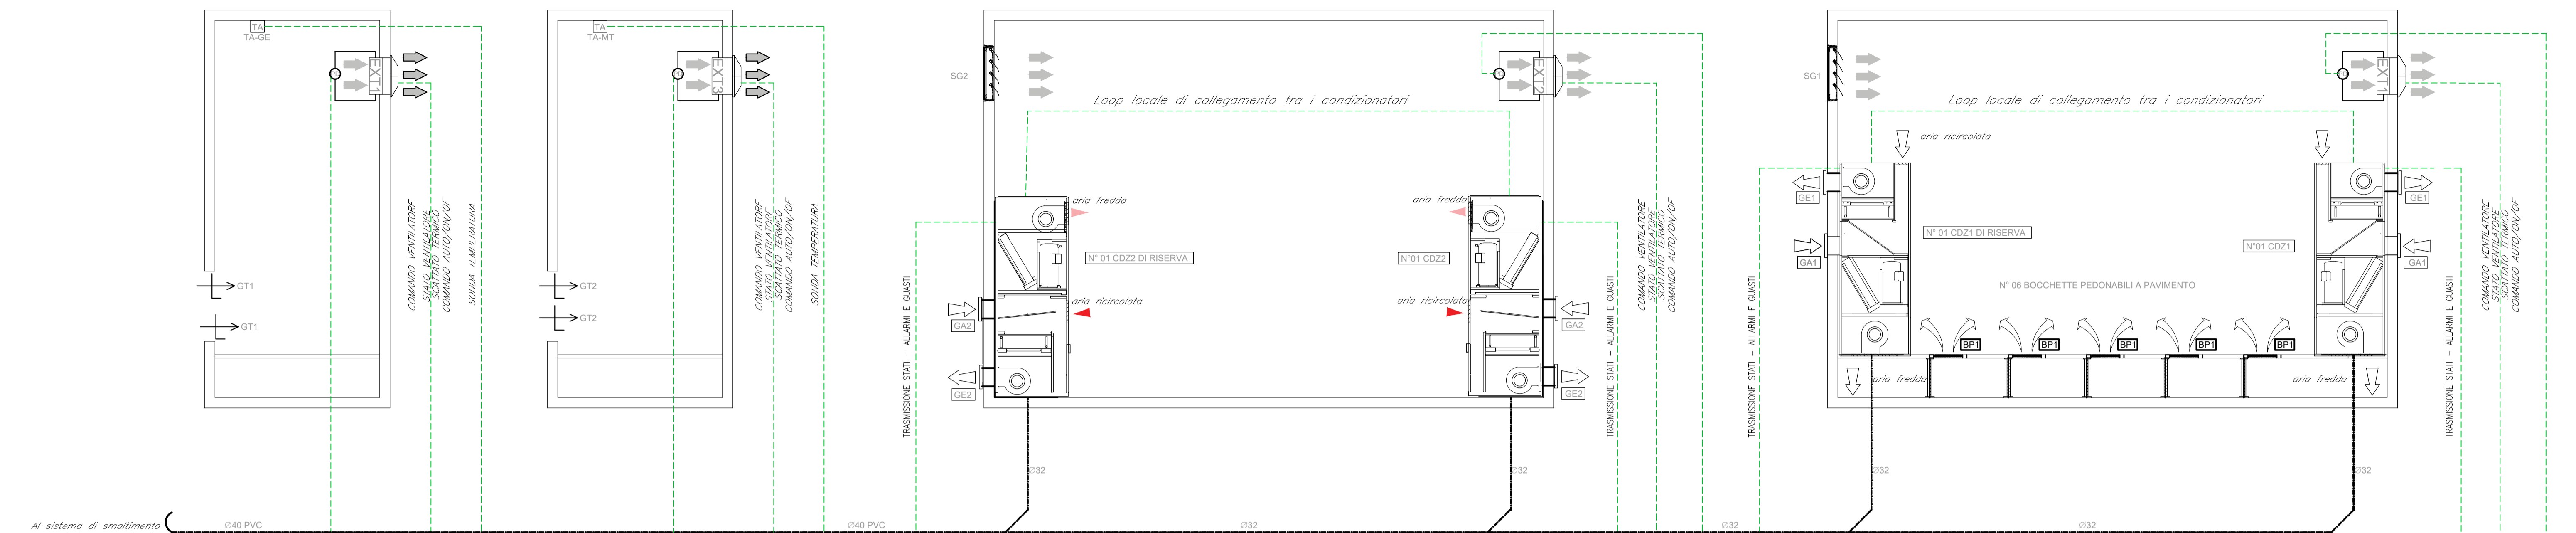 TA
TA-GE
EXT1
COMANDO VENTILATORE
STATO VENTILATORE
SCATTATO TERMICO
COMANDO AUTO/ON/OF
SONDA TEMPERATURA
GT1
GT1
TA
TA-MT
EXT3
COMANDO VENTILATORE
STATO VENTILATORE
SCATTATO TERMICO
COMANDO AUTO/ON/OF
SONDA TEMPERATURA
GT2
GT2
SG2
EXT2
Loop locale di collegamento tra i condizionatori
aria fredda
aria fredda
N° 01 CDZ2 DI RISERVA
N°01 CDZ2
aria ricircolata
aria ricircolata
GA2
GA2
GE2
GE2
TRASMISSIONE STATI - ALLARMI E GUASTI
TRASMISSIONE STATI - ALLARMI E GUASTI
COMANDO VENTILATORE
STATO VENTILATORE
SCATTATO TERMICO
COMANDO AUTO/ON/OF
SG1
EXT1
Loop locale di collegamento tra i condizionatori
aria ricircolata
GE1
GE1
N° 01 CDZ1 DI RISERVA
N°01 CDZ1
GA1
GA1
N° 06 BOCCHETTE PEDONABILI A PAVIMENTO
BP1
BP1
BP1
BP1
BP1
aria fredda
aria fredda
TRASMISSIONE STATI - ALLARMI E GUASTI
TRASMISSIONE STATI - ALLARMI E GUASTI
COMANDO VENTILATORE
STATO VENTILATORE
SCATTATO TERMICO
COMANDO AUTO/ON/OF
Ø32
Ø32
Ø32
Ø32
Al sistema di smaltimento
Ø40 PVC
Ø40 PVC
Ø32
Ø32
Ø32